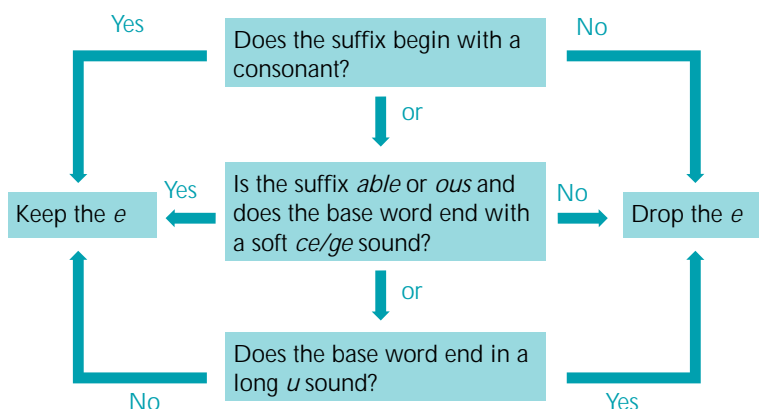 Yes
Does the suffix begin with a
consonant?
No
or
Keep the e
Yes
Is the suffix able or ous and
does the base word end with
a soft ce/ge sound?
No
Drop the e
or
Does the base word end in a
long u sound?
No
Yes